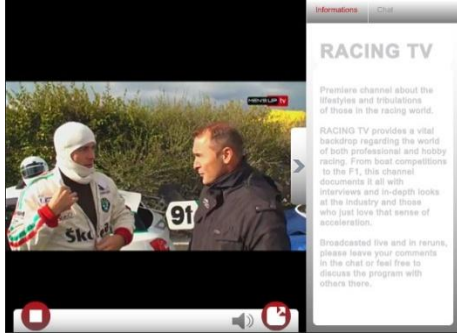 Informations Chat
RACING TV
Premiere channel about the
lifestyles and tribulations
of those in the racing world.
RACING TV provides a vital
backdrop regarding the world
of both professional and hobby
racing. From boat competitions
to the F1, this channel
documents it all with
interviews and in-depth looks
at the industry and those
who just love that sense of
acceleration.
Broadcasted live and in reruns,
please leave your comments
in the chat or feel free to
discuss the program with
others there.
91